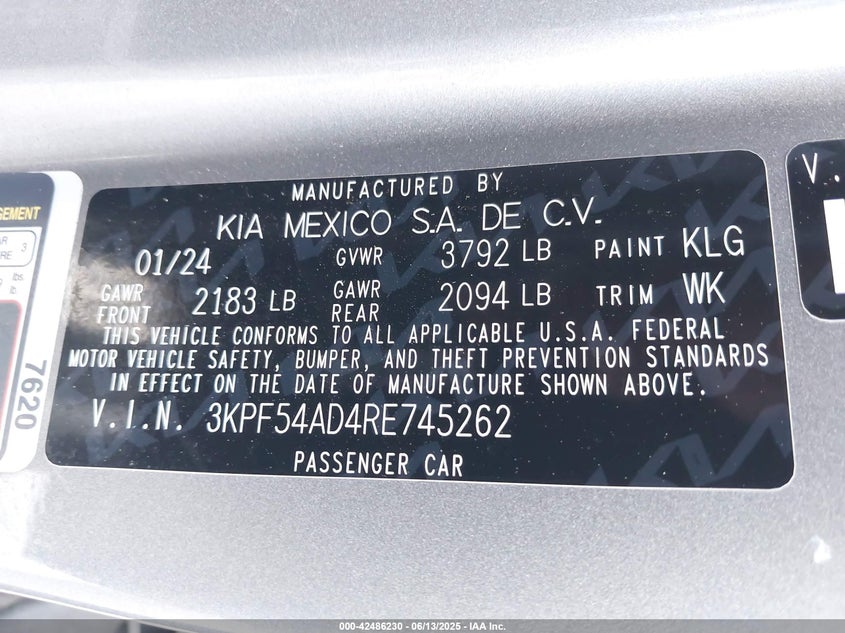 MANUFACTURED BY
KIA MEXICO S.A. DE C.V.
01/24 GVWR 3792 LB PAINT KLG
GAWR FRONT 2183 LB GAWR REAR 2094 LB TRIM WK
THIS VEHICLE CONFORMS TO ALL APPLICABLE U.S.A. FEDERAL
MOTOR VEHICLE SAFETY, BUMPER, AND THEFT PREVENTION STANDARDS
IN EFFECT ON THE DATE OF MANUFACTURE SHOWN ABOVE.
V.I.N. 3KPF54AD4RE745262
PASSENGER CAR
3
lbs.
lb
7620
V.
000-42486230 - 06/13/2025 - IAA Inc.